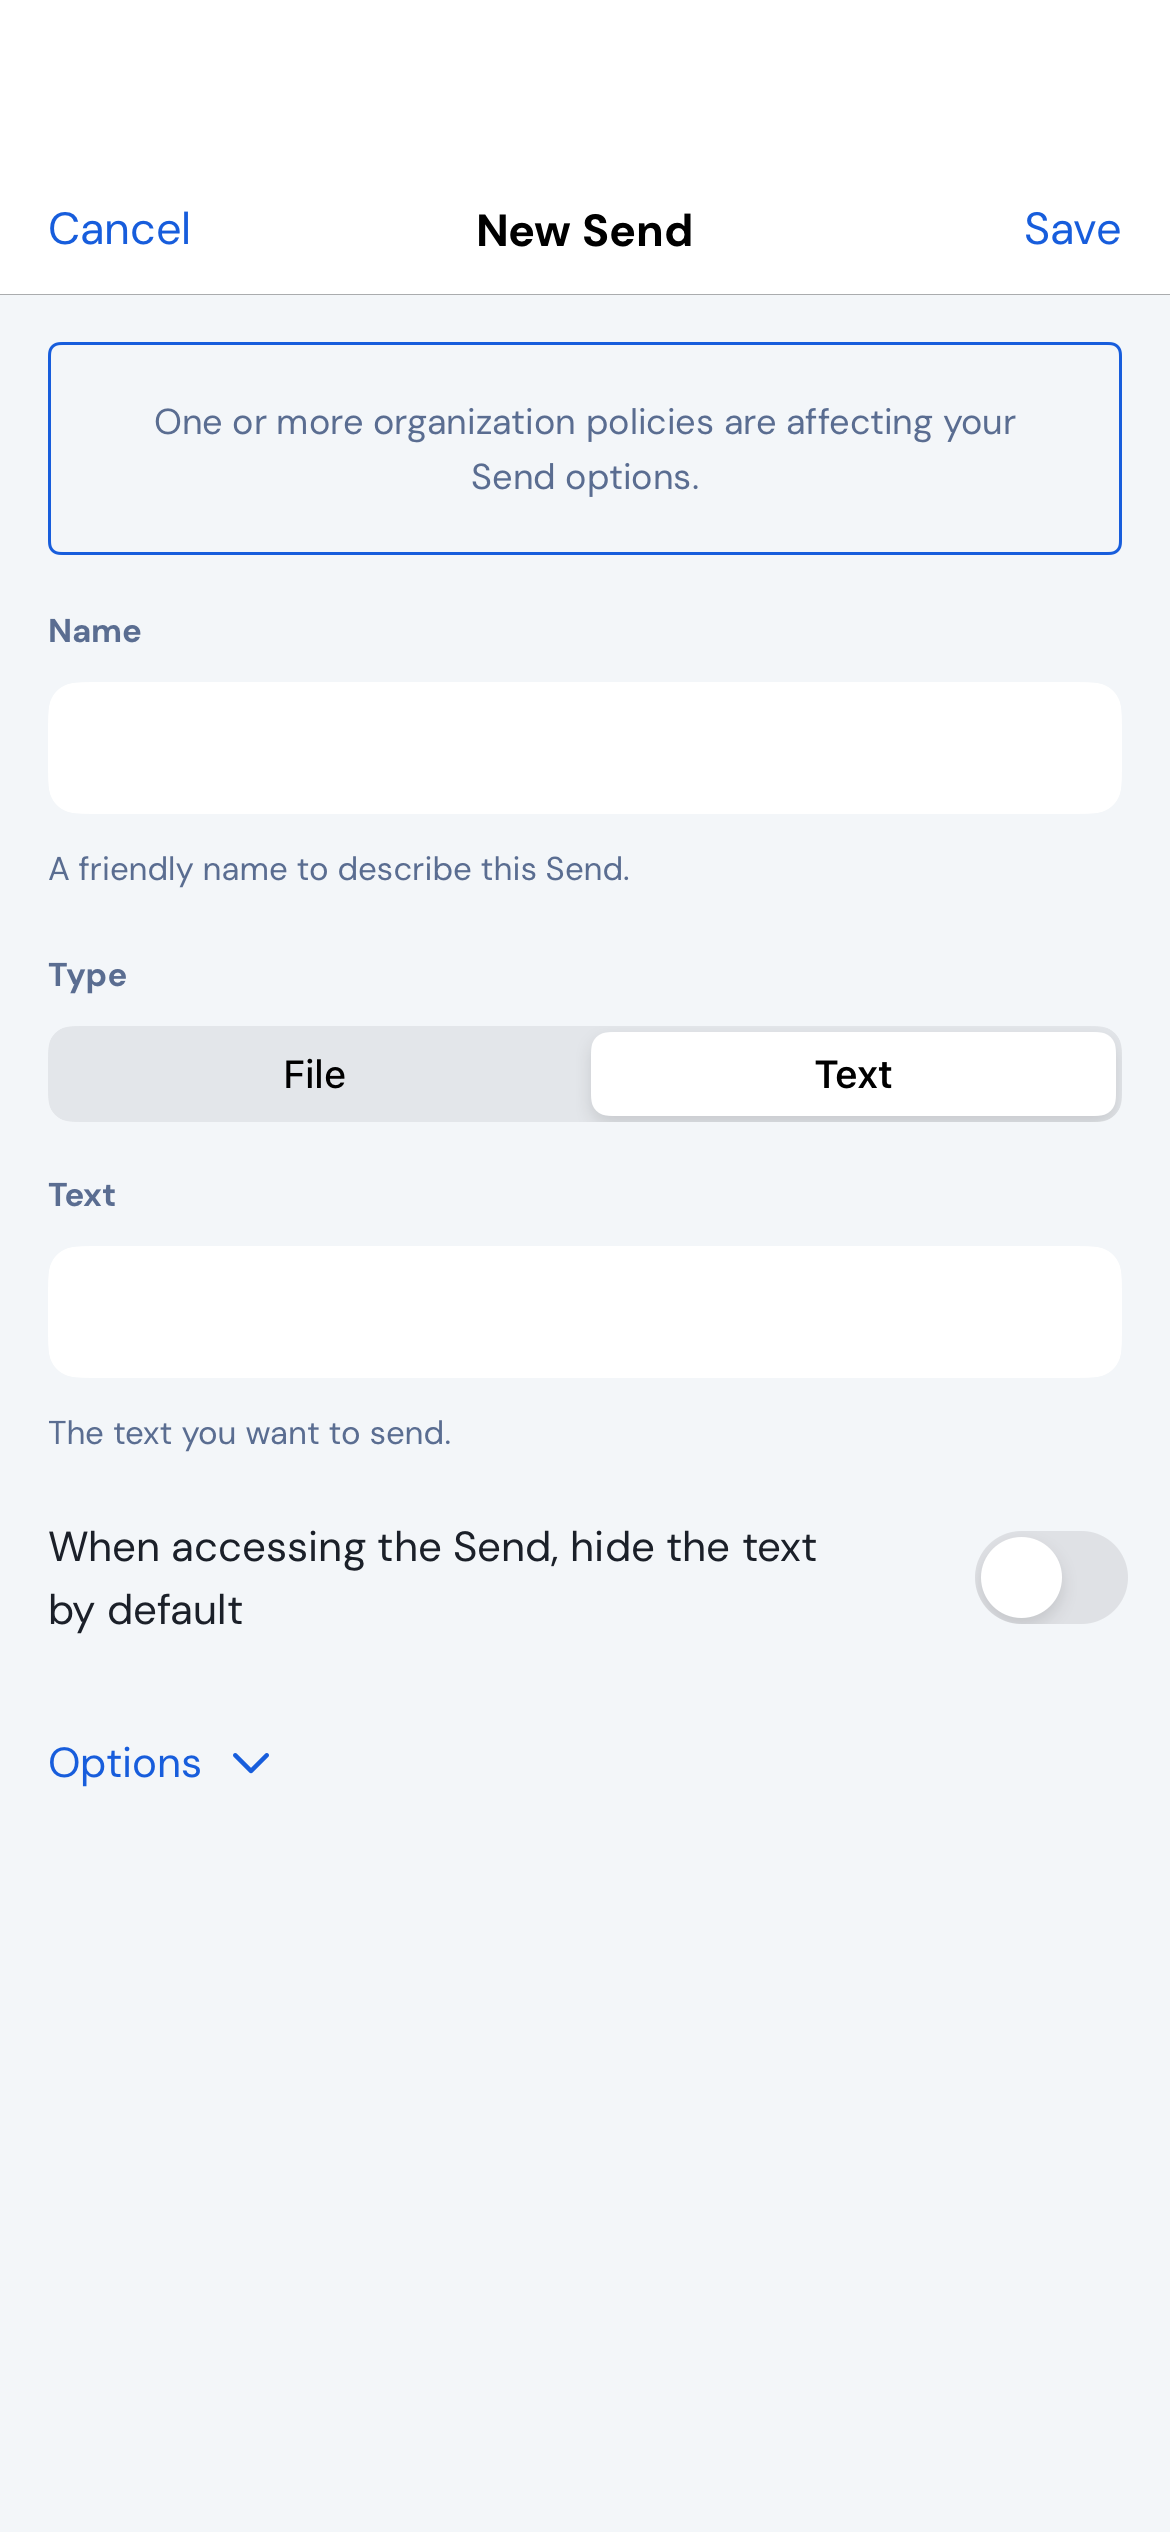 Cancel New Send Save
One or more organization policies are affecting your
Send options.
Name
A friendly name to describe this Send.
Type
File Text
Text
The text you want to send.
When accessing the Send, hide the text
by default
Options